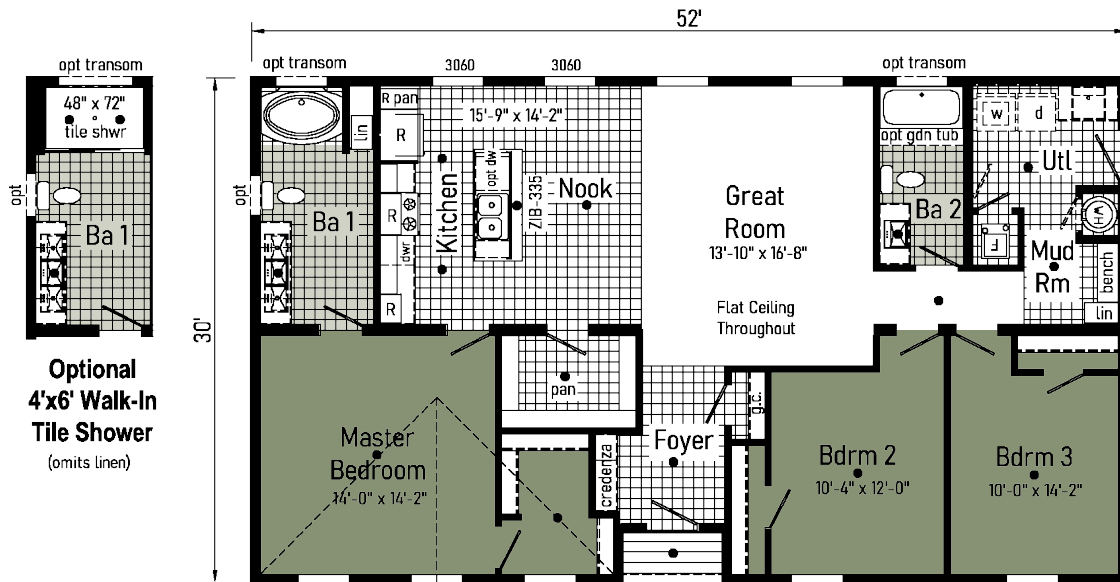 52'
opt transom
48" x 72"
tile shwr
opt
Ba 1
Optional
4'x6' Walk-In
Tile Shower
(omits linen)
30'
opt transom
lin
opt
Ba 1
3060
3060
R pan
R
15'-9" x 14'-2"
opt dw
Kitchen
ZIB-335
Nook
R
dwr
R
pan
Great
Room
13'-10" x 16'-8"
Flat Ceiling
Throughout
opt transom
opt gdn tub
Ba 2
w
d
Utl
WH
F
Mud
Rm
bench
lin
Master
Bedroom
14'-0" x 14'-2"
credenza
Foyer
g.c.
Bdrm 2
10'-4" x 12'-0"
Bdrm 3
10'-0" x 14'-2"